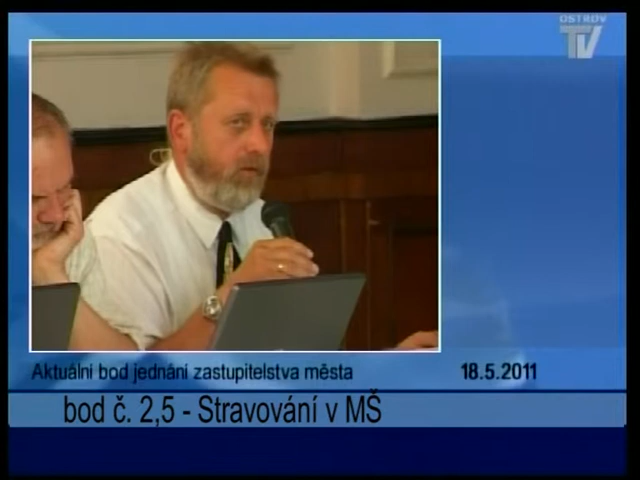 OSTROV
TV
Aktuální bod jednání zastupitelstva města
18.5.2011
bod č. 2,5 - Stravování v MŠ